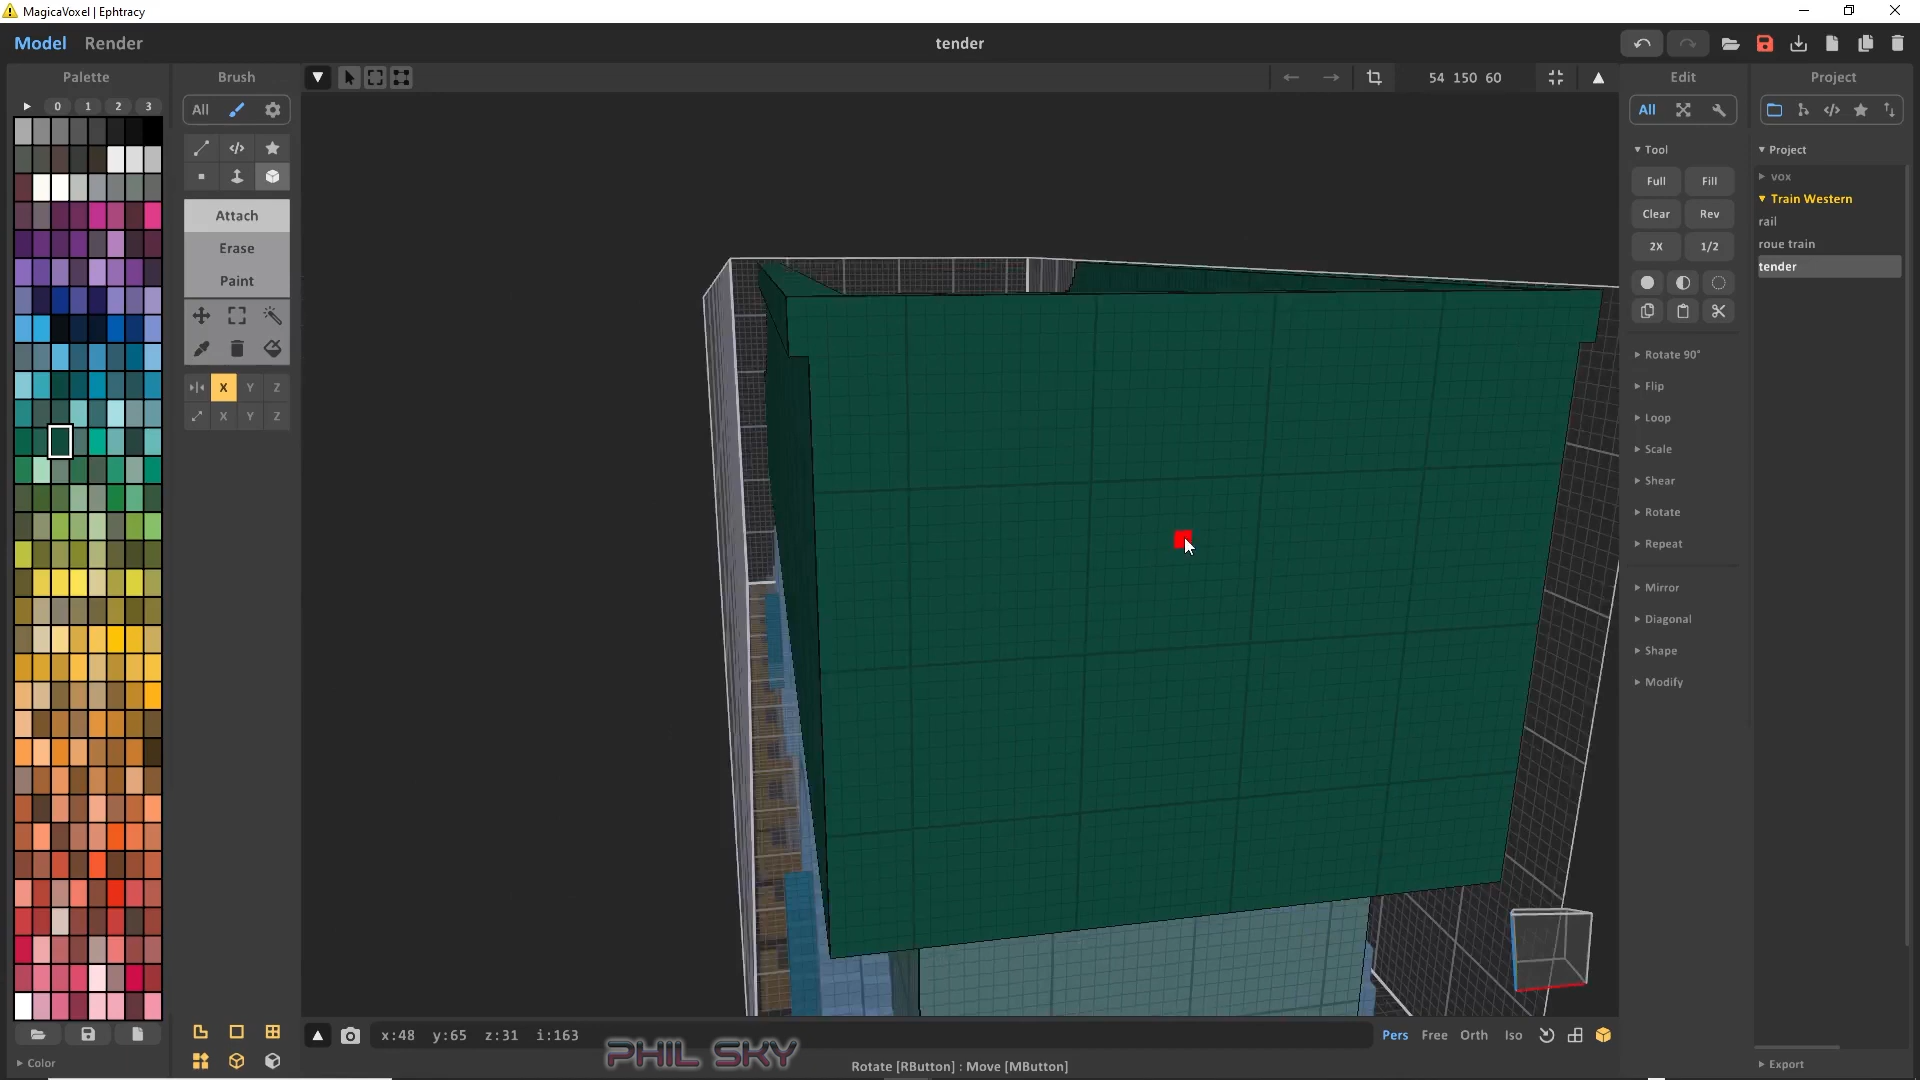 MagicaVoxel | Ephtracy
Model Render
tender
Palette
Brush
54 150 60
Edit
Project
0 1 2 3
All
All
Tool
Project
Full Fill
vox
Clear Rev
Train Western
Attach
rail
Erase
2X 1/2
roue train
Paint
tender
Rotate 90°
X Y Z
Flip
X Y Z
Loop
Scale
Shear
Rotate
Repeat
Mirror
Diagonal
Shape
Modify
x:48 y:65 z:31 i:163
Pers Free Orth Iso
PHIL SKY
Color
Rotate [RButton] : Move [MButton]
Export